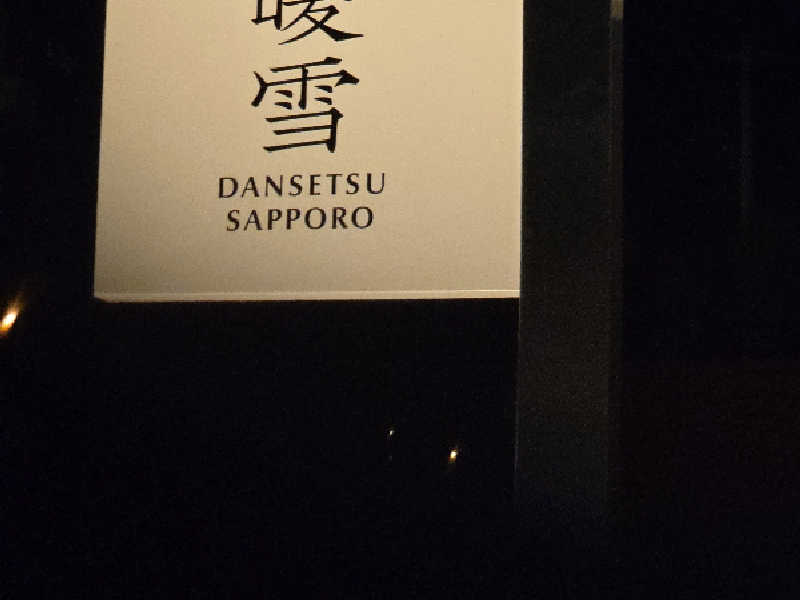 暖
雪
DANSETSU
SAPPORO